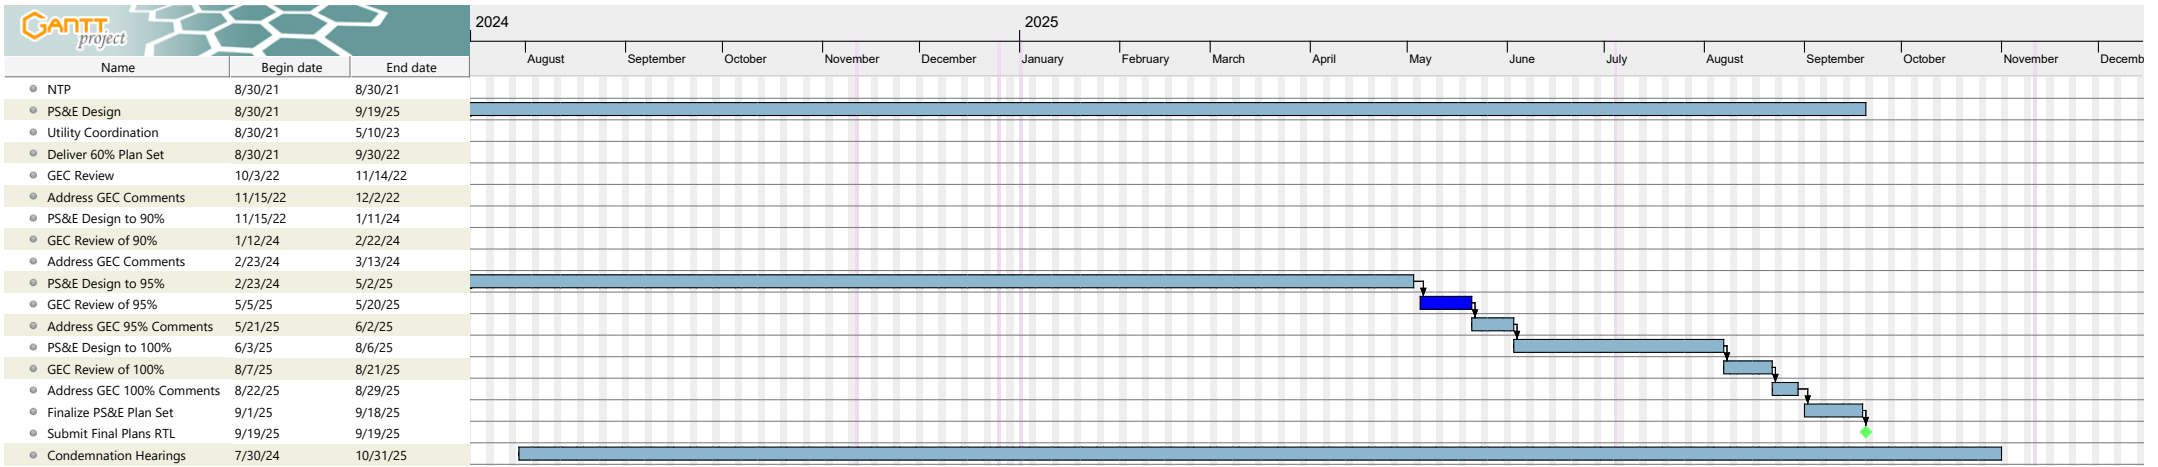 GANTT
project
2024 2025
August September October November December January February March April May June July August September October November Decemb
Name Begin date End date
NTP 8/30/21 8/30/21
PS&E Design 8/30/21 9/19/25
Utility Coordination 8/30/21 5/10/23
Deliver 60% Plan Set 8/30/21 9/30/22
GEC Review 10/3/22 11/14/22
Address GEC Comments 11/15/22 12/2/22
PS&E Design to 90% 11/15/22 1/11/24
GEC Review of 90% 1/12/24 2/22/24
Address GEC Comments 2/23/24 3/13/24
PS&E Design to 95% 2/23/24 5/2/25
GEC Review of 95% 5/5/25 5/20/25
Address GEC 95% Comments 5/21/25 6/2/25
PS&E Design to 100% 6/3/25 8/6/25
GEC Review of 100% 8/7/25 8/21/25
Address GEC 100% Comments 8/22/25 8/29/25
Finalize PS&E Plan Set 9/1/25 9/18/25
Submit Final Plans RTL 9/19/25 9/19/25
Condemnation Hearings 7/30/24 10/31/25